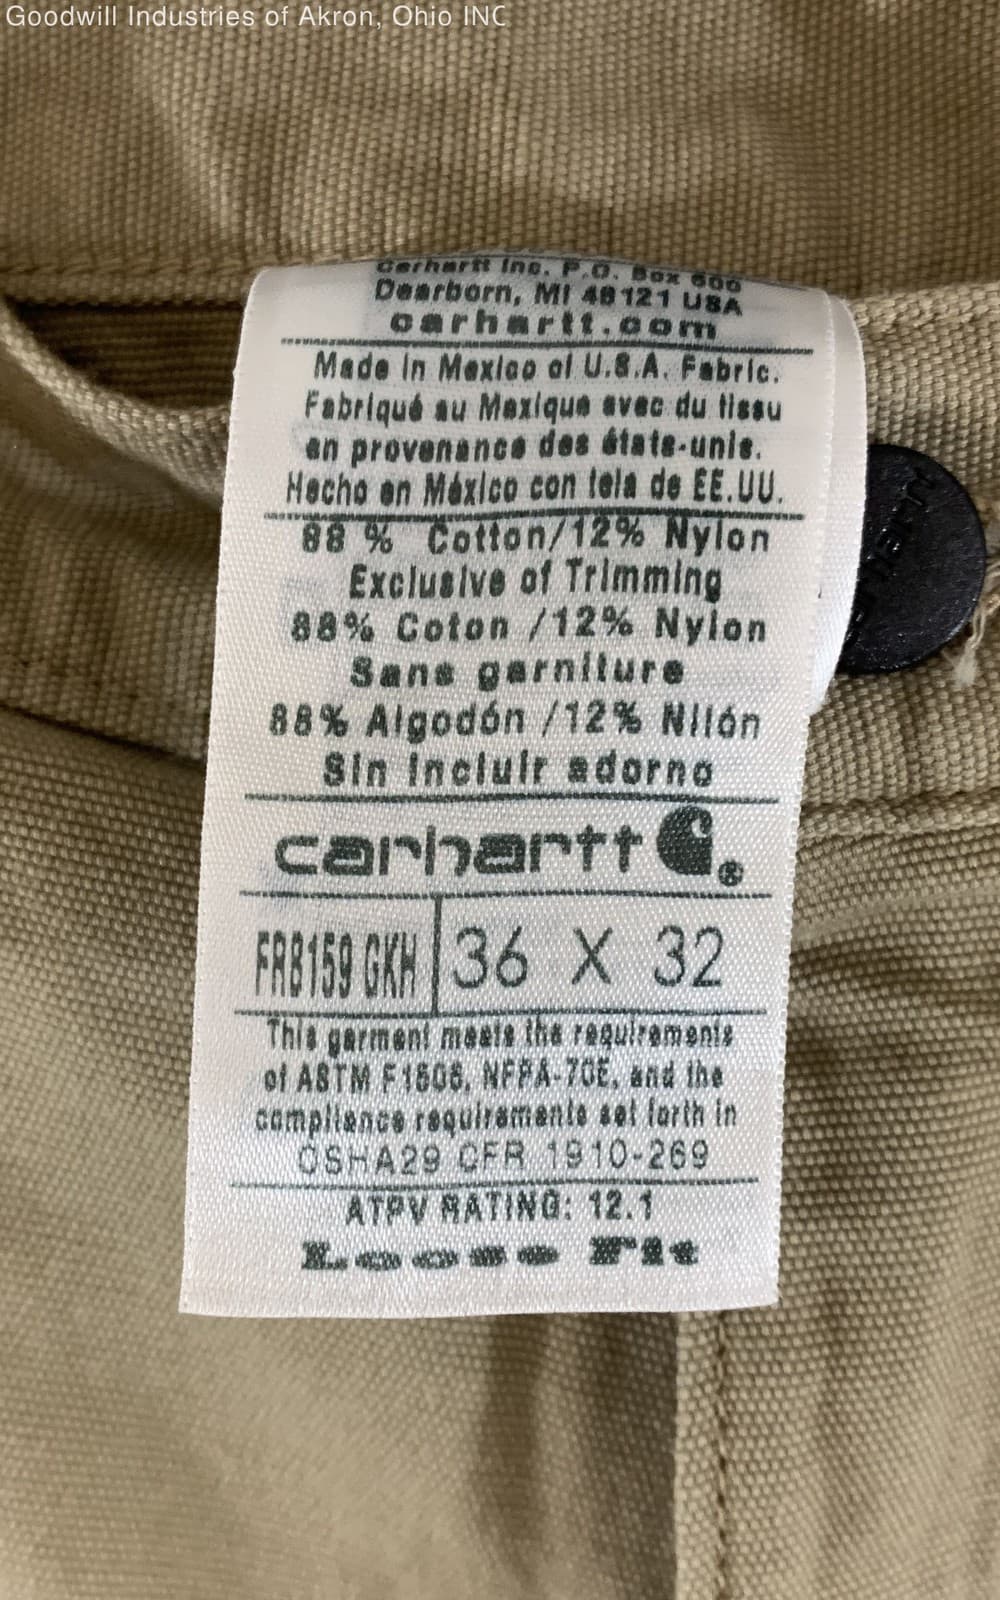 Goodwill Industries of Akron, Ohio INC
Carhartt Inc. P.O. Box 600
Dearborn, MI 48121 USA
carhartt.com
Made in Mexico of U.S.A. Fabric.
Fabriqué au Mexique avec du tissu
en provenance des états-unis.
Hecho en México con tela de EE.UU.
88 % Cotton/12% Nylon
Exclusive of Trimming
88% Coton /12% Nylon
Sans garniture
88% Algodón /12% Nilón
Sin incluir adorno
carhartt ®
FRB159 GKH 36 X 32
This garment meets the requirements
of ASTM F1506, NFPA-70E, and the
compliance requirements set forth in
OSHA29 CFR 1910-269
ATPV RATING: 12.1
Loose Fit